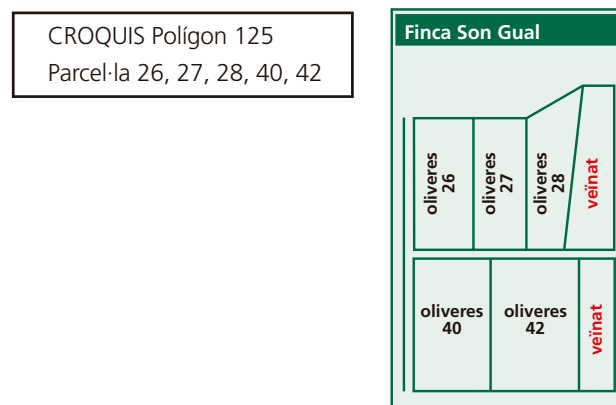 CROQUIS Polígon 125
Parcel·la 26, 27, 28, 40, 42
Finca Son Gual
oliveres
26
oliveres
27
oliveres
28
veïnat
oliveres
40
oliveres
42
veïnat